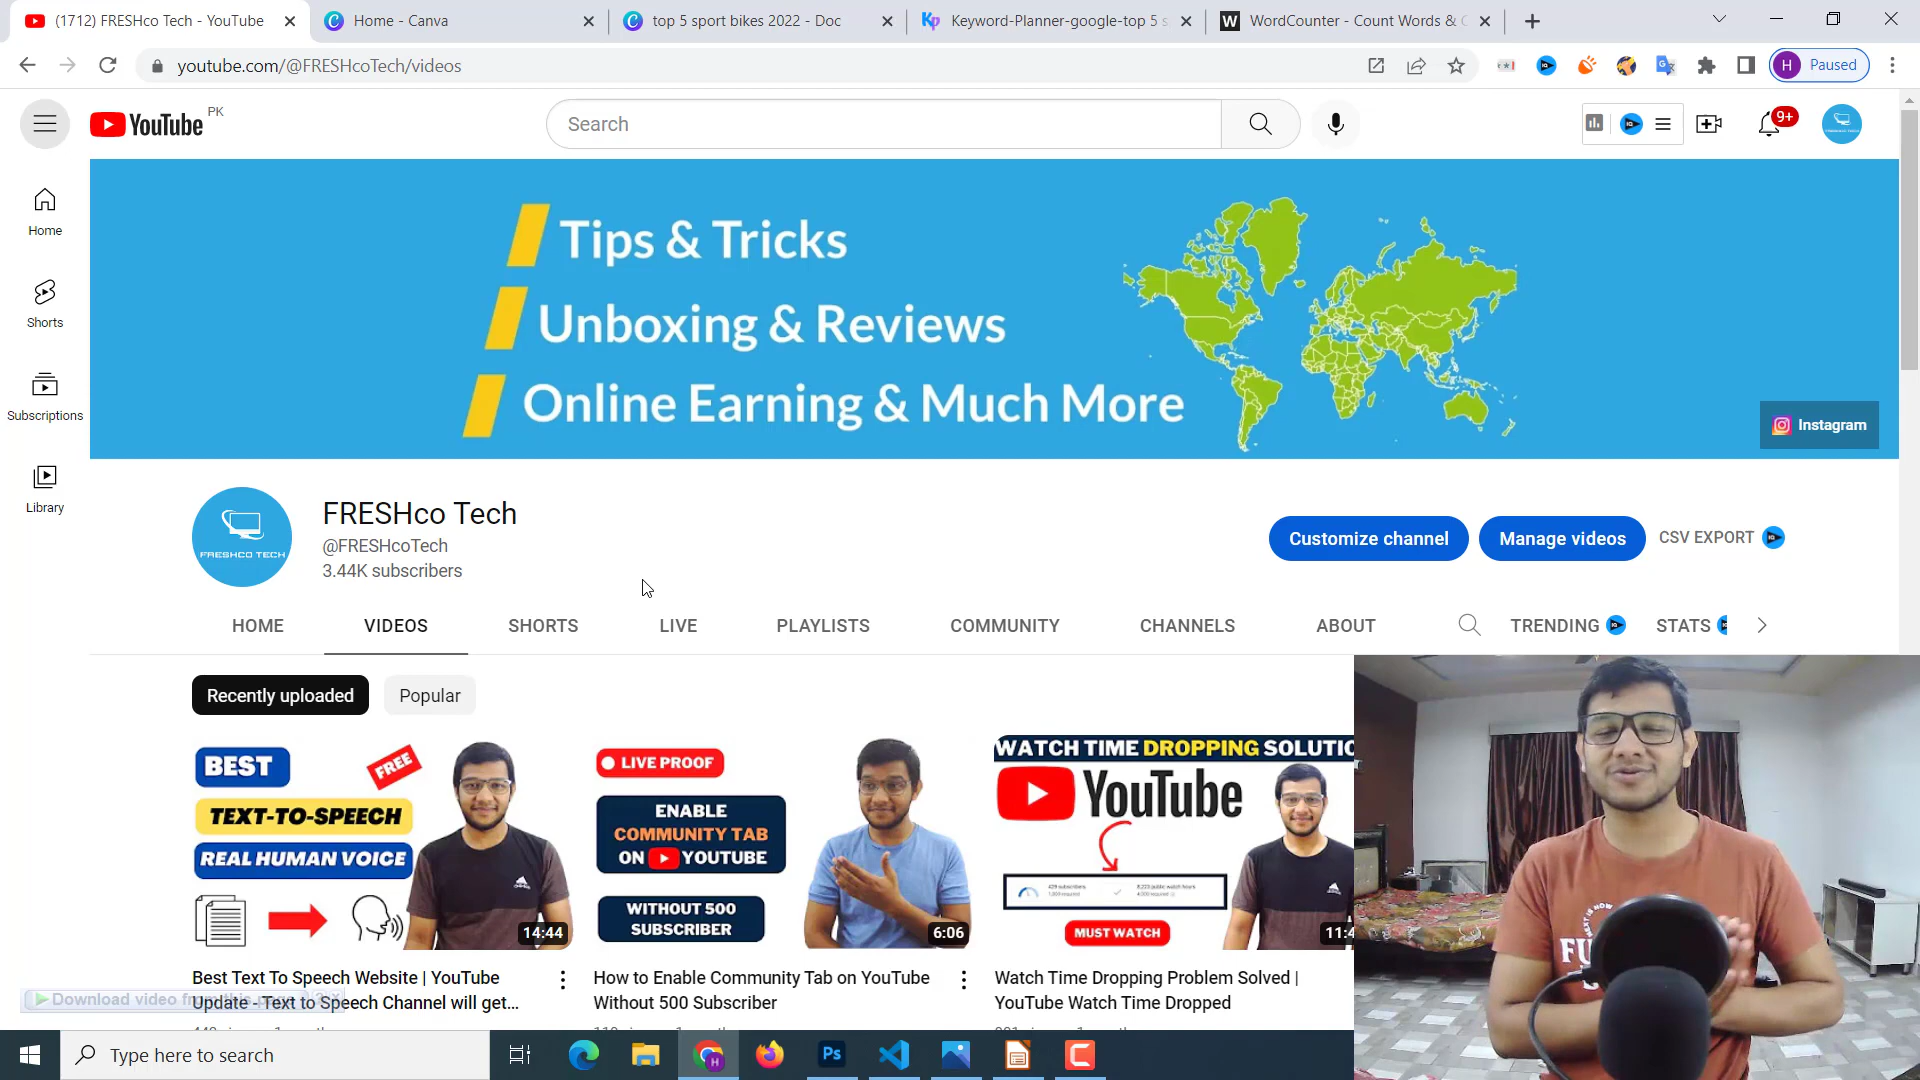 (1712) FRESHco Tech - YouTube
Home - Canva
top 5 sport bikes 2022 - Doc
Keyword-Planner-google-top 5 s
WordCounter - Count Words & C
youtube.com/@FRESHcoTech/videos
H Paused
YouTube PK
Search
9+
Home
Shorts
Subscriptions
Library
Tips & Tricks
Unboxing & Reviews
Online Earning & Much More
Instagram
FRESHCO TECH
FRESHco Tech
@FRESHcoTech
3.44K subscribers
Customize channel
Manage videos
CSV EXPORT
HOME
VIDEOS
SHORTS
LIVE
PLAYLISTS
COMMUNITY
CHANNELS
ABOUT
TRENDING
STATS
Recently uploaded
Popular
BEST
FREE
TEXT-TO-SPEECH
REAL HUMAN VOICE
14:44
LIVE PROOF
ENABLE
COMMUNITY TAB
ON YOUTUBE
WITHOUT 500
SUBSCRIBER
6:06
WATCH TIME DROPPING SOLUTIO
YouTube
MUST WATCH
11:4
Best Text To Speech Website | YouTube
Update - Text to Speech Channel will get...
How to Enable Community Tab on YouTube
Without 500 Subscriber
Watch Time Dropping Problem Solved |
YouTube Watch Time Dropped
Download video from this page
Type here to search
Ps